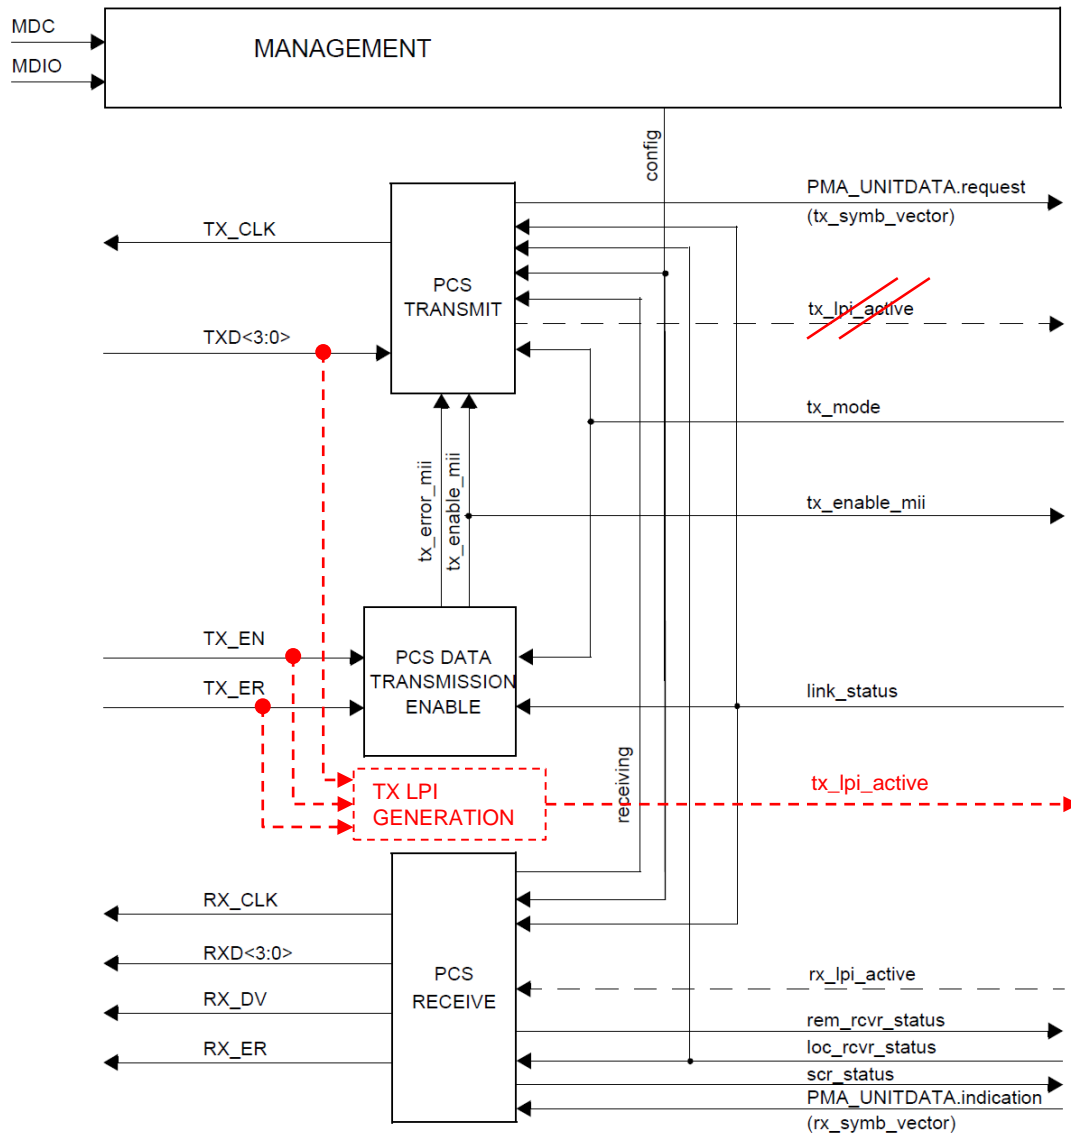 MDC
MDIO
MANAGEMENT
config
PMA_UNITDATA.request
(tx_symb_vector)
TX_CLK
PCS
TRANSMIT
tx_lpi_active
TXD<3:0>
tx_mode
tx_error_mii
tx_enable_mii
tx_enable_mii
TX_EN
PCS DATA
TRANSMISSION
ENABLE
TX_ER
link_status
receiving
TX LPI
GENERATION
tx_lpi_active
RX_CLK
RXD<3:0>
PCS
RECEIVE
rx_lpi_active
RX_DV
rem_rcvr_status
loc_rcvr_status
RX_ER
scr_status
PMA_UNITDATA.indication
(rx_symb_vector)